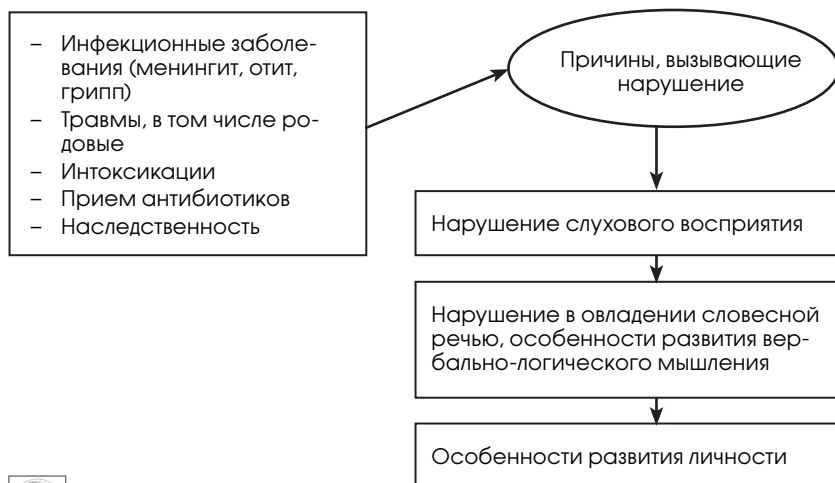 – Инфекционные заболе-
вания (менингит, отит,
грипп)
– Травмы, в том числе ро-
довые
– Интоксикации
– Прием антибиотиков
– Наследственность
Причины, вызывающие
нарушение
Нарушение слухового восприятия
Нарушение в овладении словесной
речью, особенности развития вер-
бально-логического мышления
Особенности развития личности